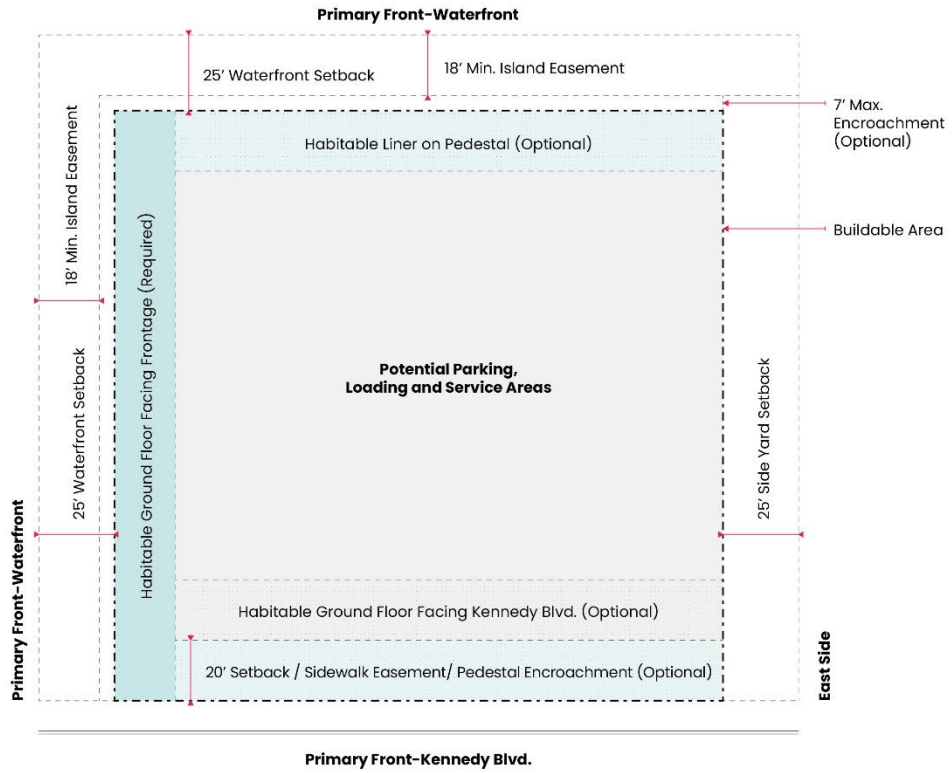 Primary Front-Waterfront
25’ Waterfront Setback
18’ Min. Island Easement
7’ Max.
Encroachment
(Optional)
Habitable Liner on Pedestal (Optional)
18’ Min. Island Easement
Habitable Ground Floor Facing Frontage (Required)
Buildable Area
Potential Parking,
Loading and Service Areas
25’ Waterfront Setback
25’ Side Yard Setback
Primary Front-Waterfront
Habitable Ground Floor Facing Kennedy Blvd. (Optional)
20’ Setback / Sidewalk Easement/ Pedestal Encroachment (Optional)
East Side
Primary Front-Kennedy Blvd.